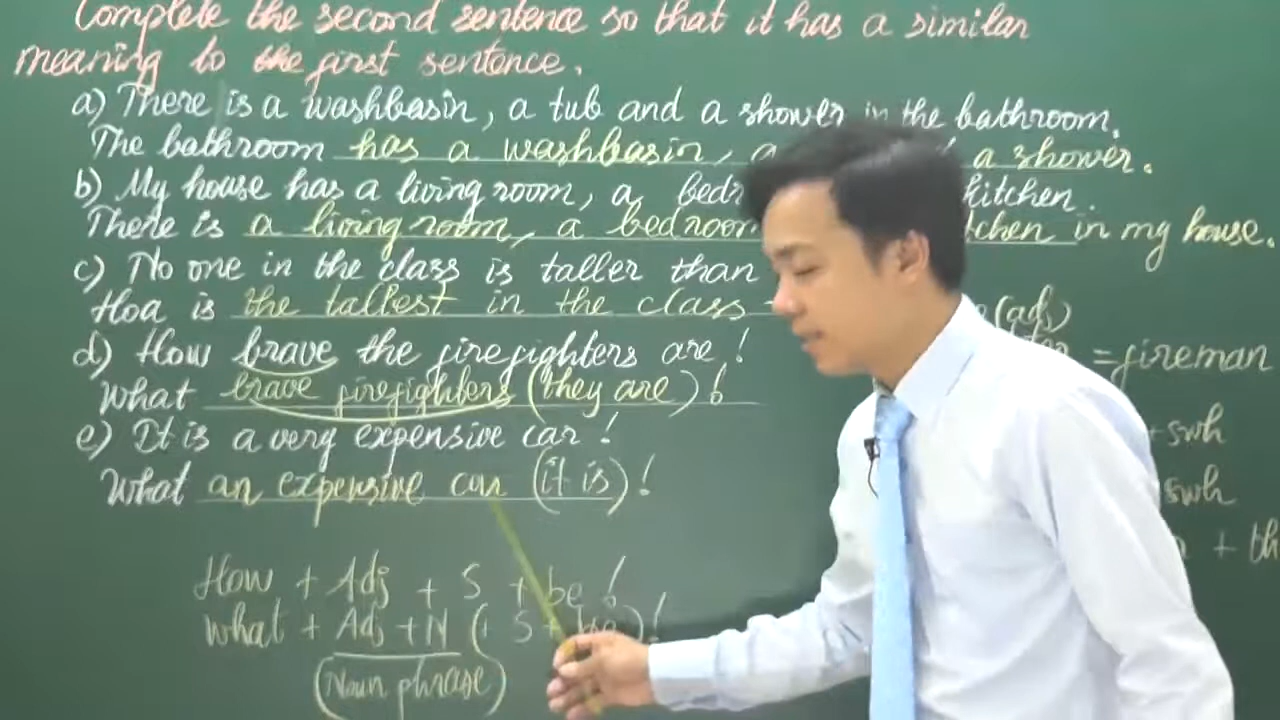 Complete the second sentence so that it has a similar
meaning to the first sentence.
a) There is a washbasin, a tub and a shower in the bathroom.
The bathroom has a washbasin, a a shower.
b) My house has a living room, a kitchen.
There is a living room, a in my house.
c) No one in the class is taller than
Hoa is the tallest in the class
(adj)
d) How brave the firefighters are!
= fireman
What brave firefighters (they are)!
e) It is a very expensive car!
+ swh
What an expensive car (it is)!
swh
+
How + Adj + S + be!
What + Adj + N (+ S + be)!
(Noun phrase)